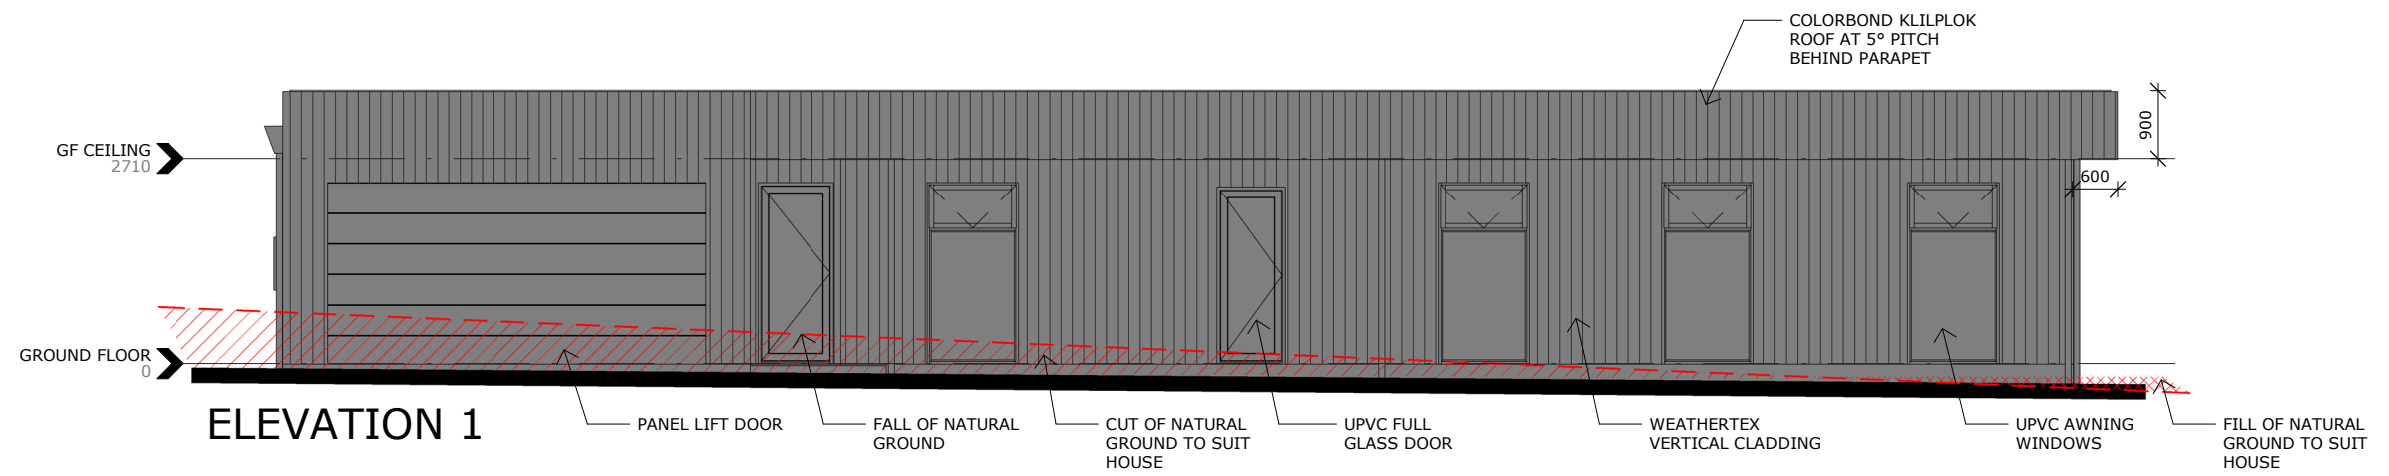 COLORBOND KLILPLOK
ROOF AT 5° PITCH
BEHIND PARAPET
900
GF CEILING
2710
600
GROUND FLOOR
0
ELEVATION 1
PANEL LIFT DOOR
FALL OF NATURAL
GROUND
CUT OF NATURAL
GROUND TO SUIT
HOUSE
UPVC FULL
GLASS DOOR
WEATHERTEX
VERTICAL CLADDING
UPVC AWNING
WINDOWS
FILL OF NATURAL
GROUND TO SUIT
HOUSE